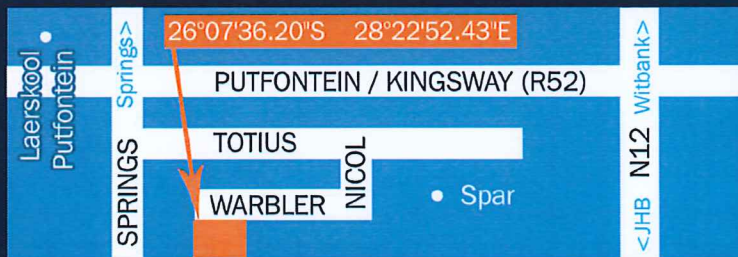 26°07'36.20"S 28°22'52.43"E
Laerskool
Putfontein
Springs>
PUTFONTEIN / KINGSWAY (R52)
Witbank>
SPRINGS
TOTIUS
NICOL
WARBLER
Spar
N12
<JHB